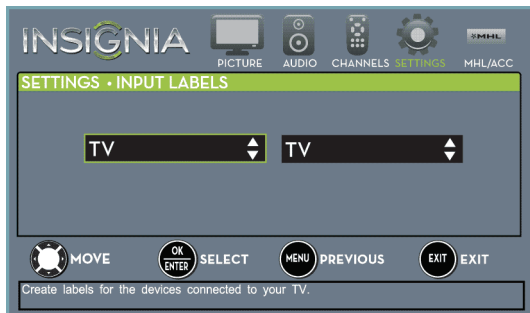 INSIGNIA
PICTURE AUDIO CHANNELS SETTINGS MHL MHL/ACC
SETTINGS • INPUT LABELS
TV TV
MOVE OK ENTER SELECT MENU PREVIOUS EXIT EXIT
Create labels for the devices connected to your TV.